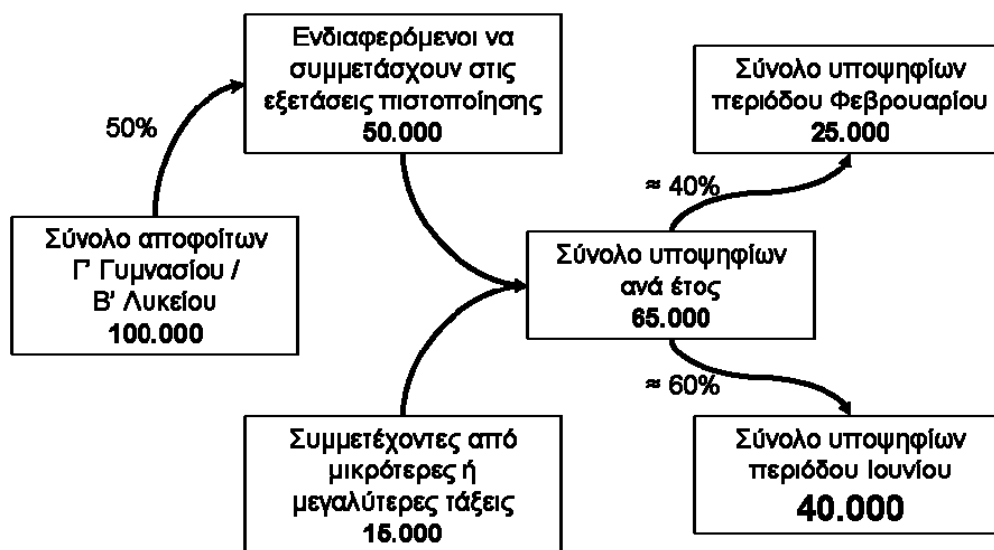 Ενδιαφερόμενοι να
συμμετάσχουν στις
εξετάσεις πιστοποίησης
50.000
Σύνολο υποψηφίων
περιόδου Φεβρουαρίου
25.000
50%
≈ 40%
Σύνολο αποφοίτων
Γ' Γυμνασίου /
Β' Λυκείου
100.000
Σύνολο υποψηφίων
ανά έτος
65.000
≈ 60%
Συμμετέχοντες από
μικρότερες ή
μεγαλύτερες τάξεις
15.000
Σύνολο υποψηφίων
περιόδου Ιουνίου
40.000